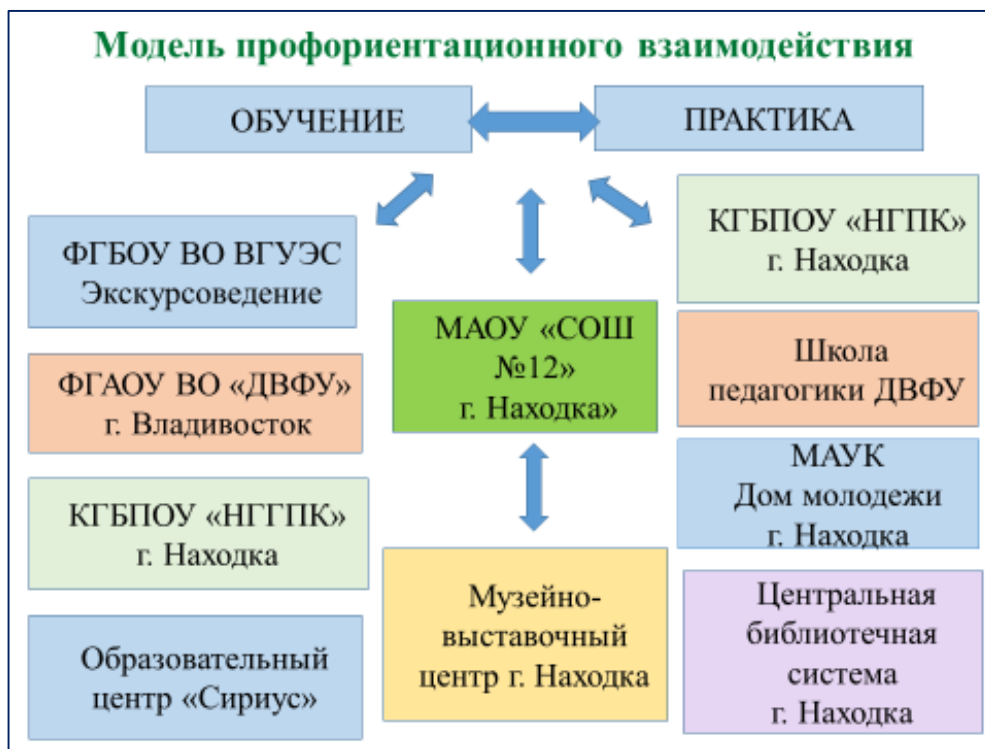 Модель профориентационного взаимодействия
ОБУЧЕНИЕ
ПРАКТИКА
ФГБОУ ВО ВГУЭС
Экскурсоведение
ФГАОУ ВО «ДВФУ»
г. Владивосток
КГБПОУ «НГГПК»
г. Находка
Образовательный
центр «Сириус»
МАОУ «СОШ
№12»
г. Находка»
Музейно-
выставочный
центр г. Находка
КГБПОУ «НГПК»
г. Находка
Школа
педагогики ДВФУ
МАУК
Дом молодежи
г. Находка
Центральная
библиотечная
система
г. Находка